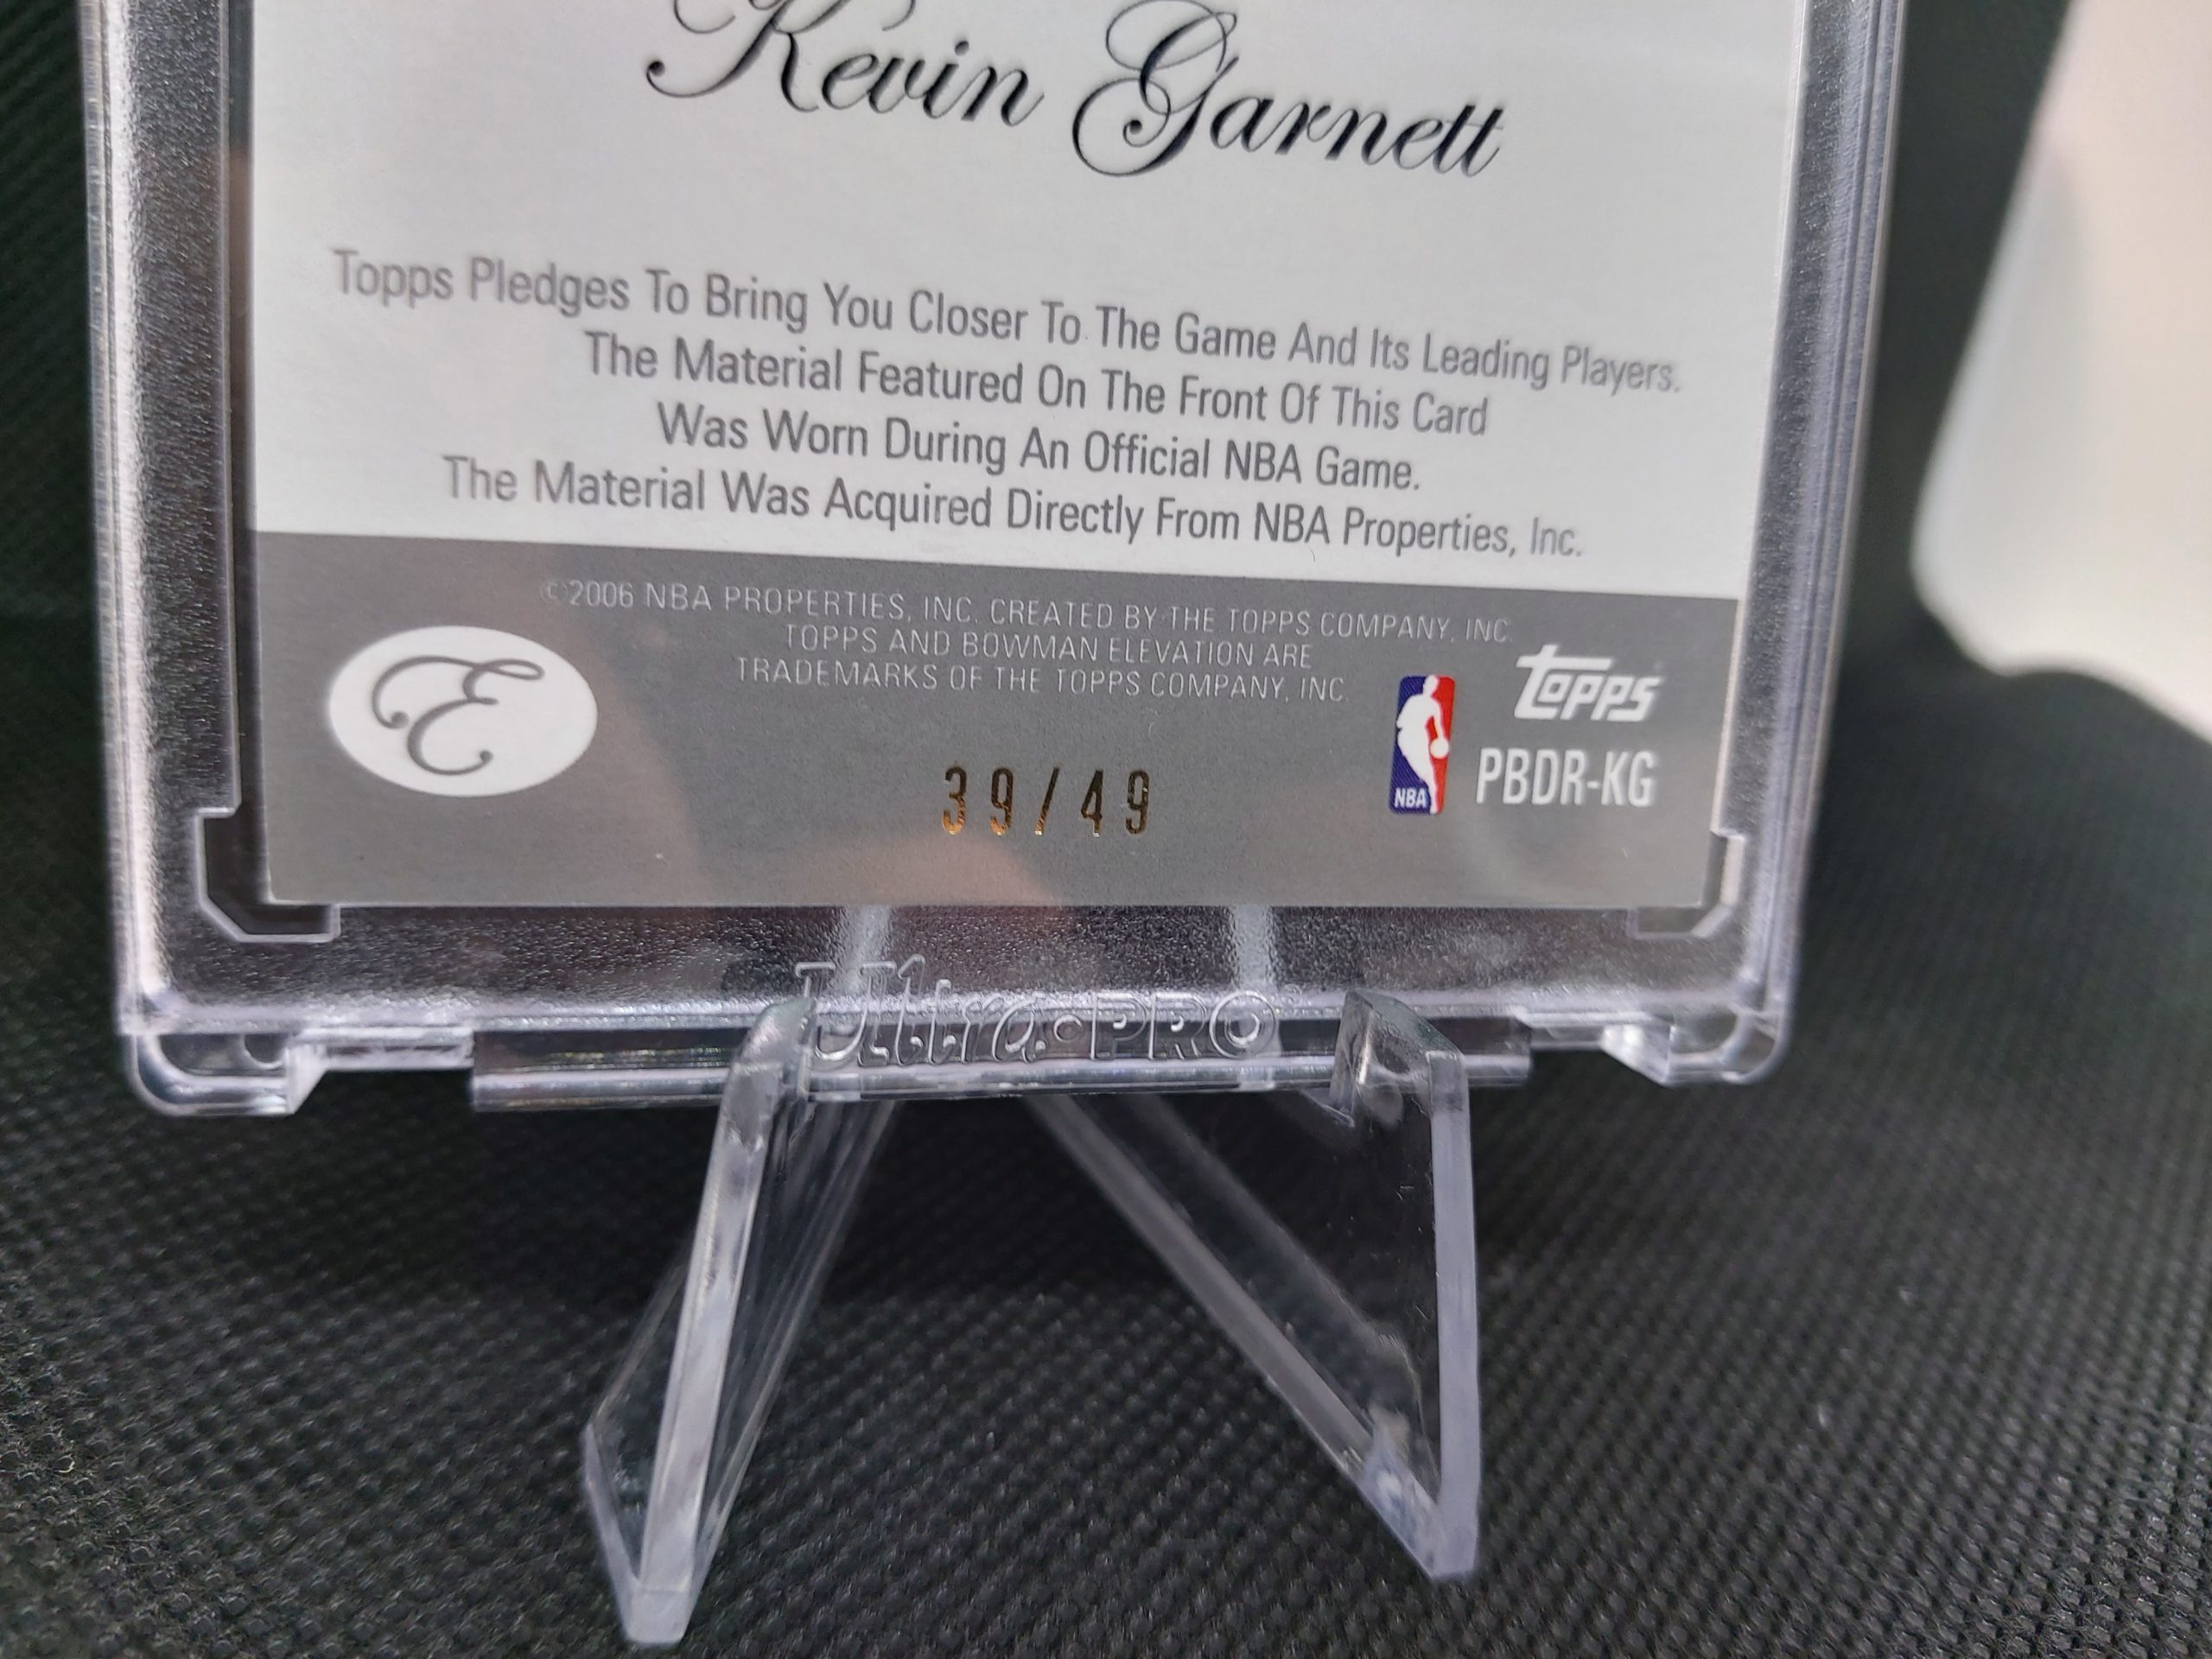 Kevin Garnett
Topps Pledges To Bring You Closer To The Game And Its Leading Players.
The Material Featured On The Front Of This Card
Was Worn During An Official NBA Game.
The Material Was Acquired Directly From NBA Properties, Inc.
©2006 NBA PROPERTIES, INC. CREATED BY THE TOPPS COMPANY, INC.
TOPPS AND BOWMAN ELEVATION ARE
TRADEMARKS OF THE TOPPS COMPANY, INC.
E
NBA
Topps
PBDR-KG
39/49
Ultra•PRO